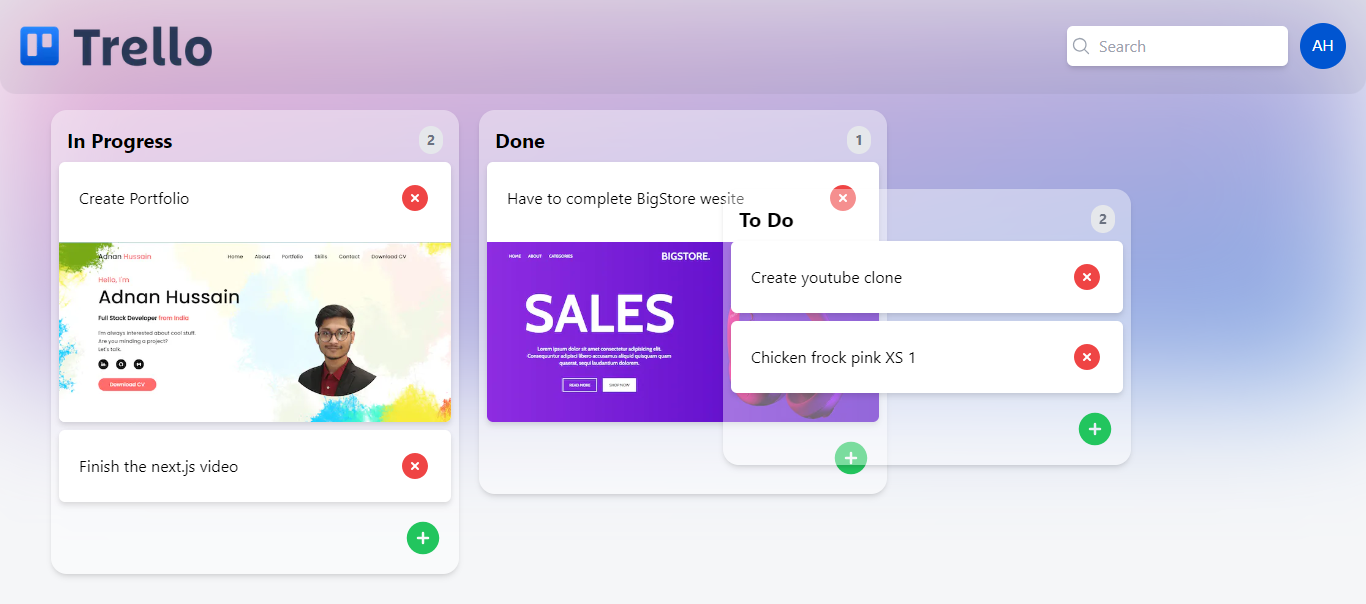 Trello
Search
AH
In Progress
2
Create Portfolio
Adnan Hussain
Home About Portfolio Skills Contact Download CV
Hello, I'm
Adnan Hussain
Full Stack Developer from India
I'm always interested about cool stuff.
Are you minding a project?
Let's talk.
Download CV
Finish the next.js video
Done
1
Have to complete BigStore wesite
HOME ABOUT CATEGORIES
BIGSTORE.
SALES
Lorem ipsum dolor sit amet consectetur adipisicing elit.
Consequuntur adipisci libero accusamus aliquid quisquam quam
quaerat, sequi laudantium dolorem.
READ MORE
SHOP NOW
To Do
2
Create youtube clone
Chicken frock pink XS 1